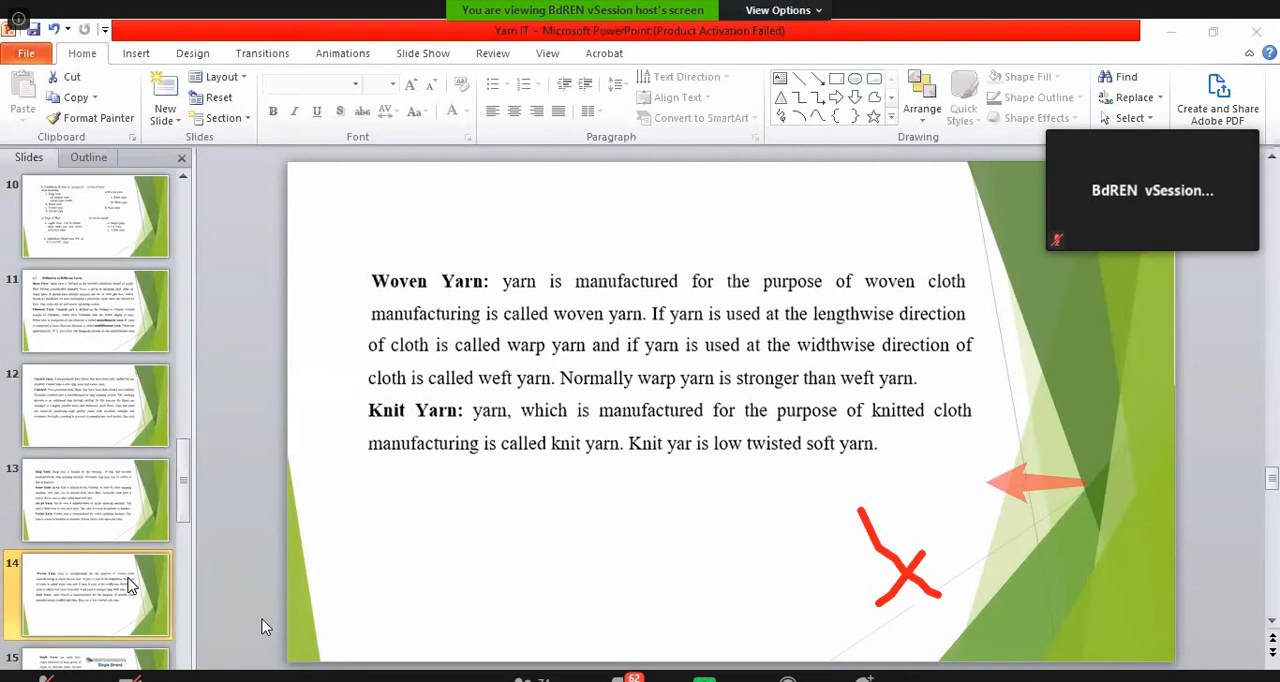 You are viewing BdREN vSession host's screen
View Options
Yarn IT - Microsoft PowerPoint (Product Activation Failed)
File Home Insert Design Transitions Animations Slide Show Review View Acrobat
Cut
Copy
Format Painter
Paste
Clipboard
New
Slide
Layout
Reset
Section
Slides
B I U S abc AV Aa A
Font
Text Direction
Align Text
Convert to SmartArt
Paragraph
Arrange
Quick
Styles
Shape Fill
Shape Outline
Shape Effects
Drawing
Find
Replace
Select
Create and Share
Adobe PDF
Slides Outline
BdREN vSession...
10
11
12
13
14
15
Woven Yarn: yarn is manufactured for the purpose of woven cloth
manufacturing is called woven yarn. If yarn is used at the lengthwise direction
of cloth is called warp yarn and if yarn is used at the widthwise direction of
cloth is called weft yarn. Normally warp yarn is stronger than weft yarn.
Knit Yarn: yarn, which is manufactured for the purpose of knitted cloth
manufacturing is called knit yarn. Knit yar is low twisted soft yarn.
62